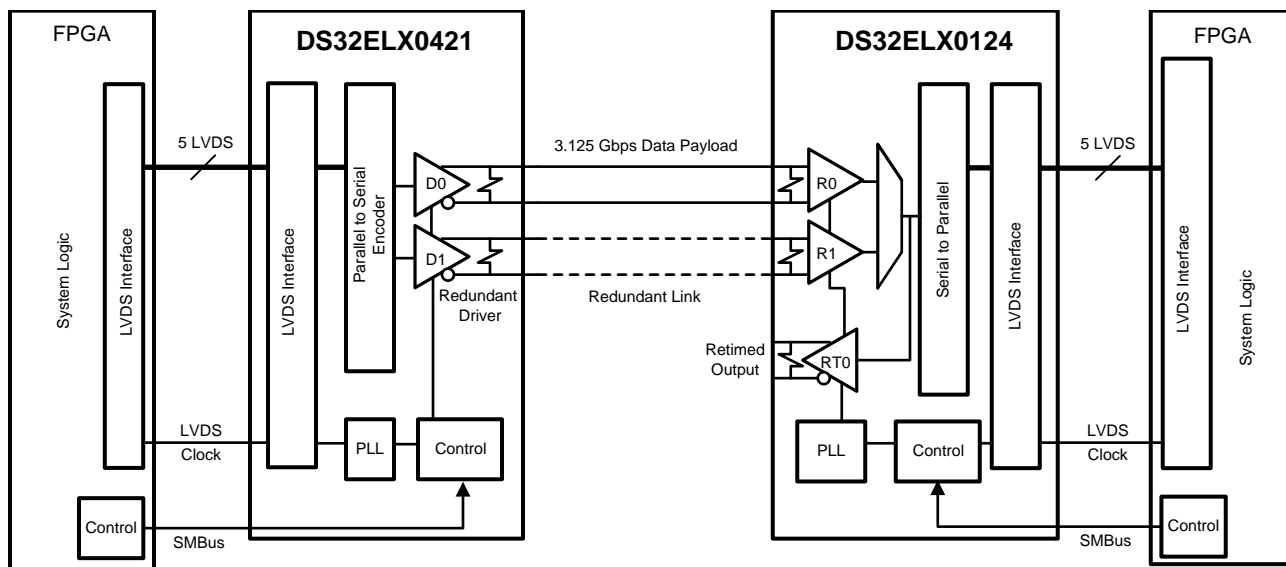 FPGA
DS32ELX0421
DS32ELX0124
FPGA
System Logic
LVDS Interface
5 LVDS
LVDS Interface
Parallel to Serial
Encoder
D0
D1
Redundant
Driver
3.125 Gbps Data Payload
Redundant Link
R0
R1
Retimed
Output
RT0
Serial to Parallel
LVDS Interface
5 LVDS
LVDS Interface
System Logic
LVDS
Clock
PLL
Control
PLL
Control
LVDS
Clock
Control
SMBus
SMBus
Control